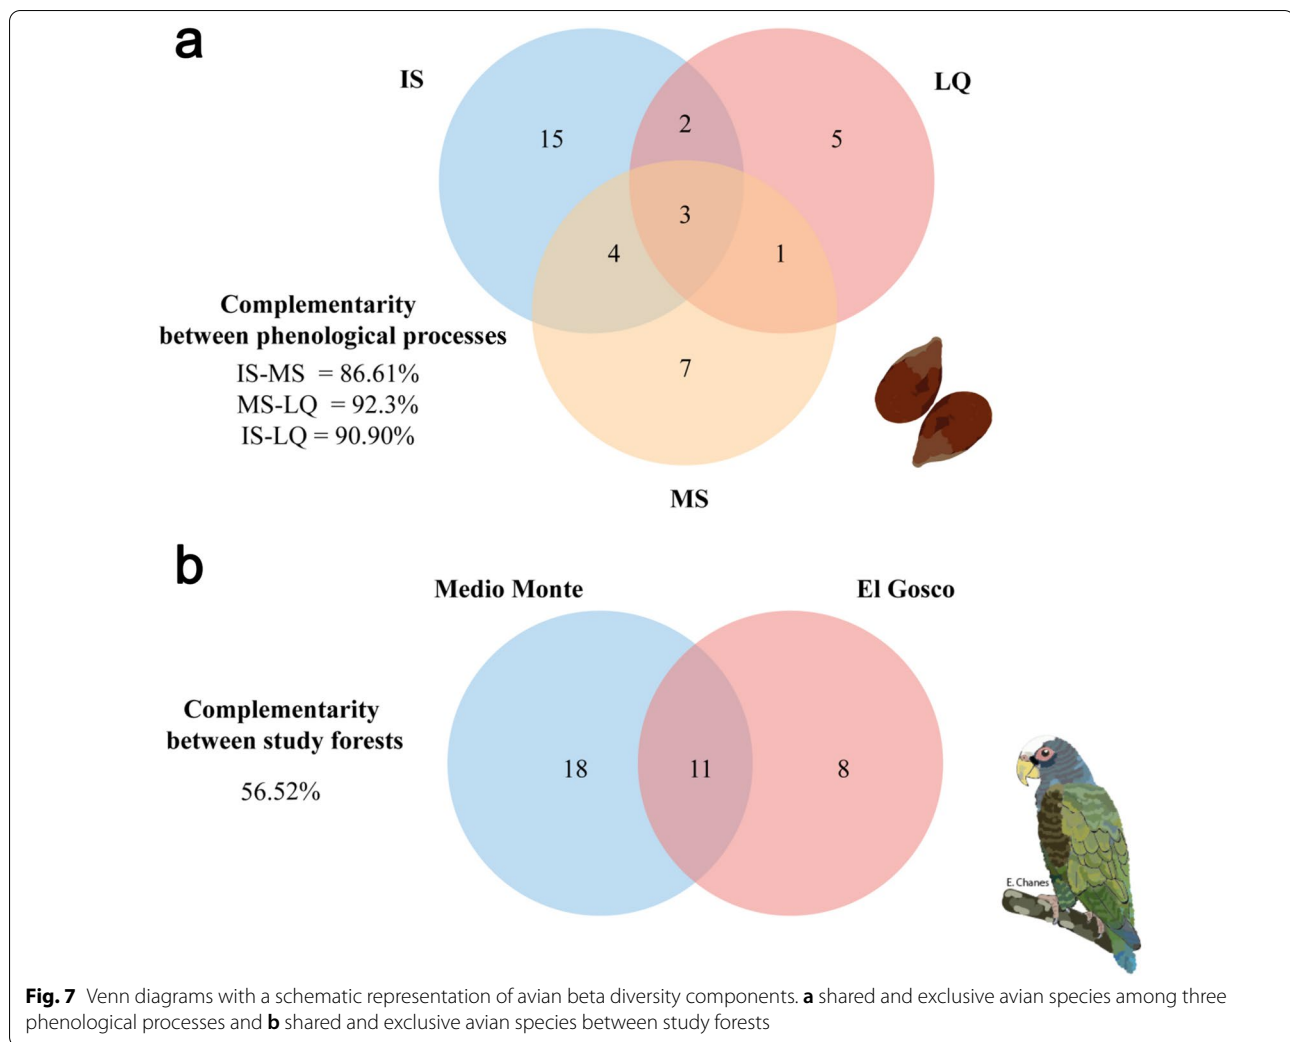 a
IS
LQ
15
2
5
3
4
1
7
Complementarity
between phenological processes
IS-MS = 86.61%
MS-LQ = 92.3%
IS-LQ = 90.90%
MS
b
Medio Monte
El Gosco
Complementarity
between study forests
56.52%
18
11
8
E. Chanes
Fig. 7 Venn diagrams with a schematic representation of avian beta diversity components. a shared and exclusive avian species among three
phenological processes and b shared and exclusive avian species between study forests